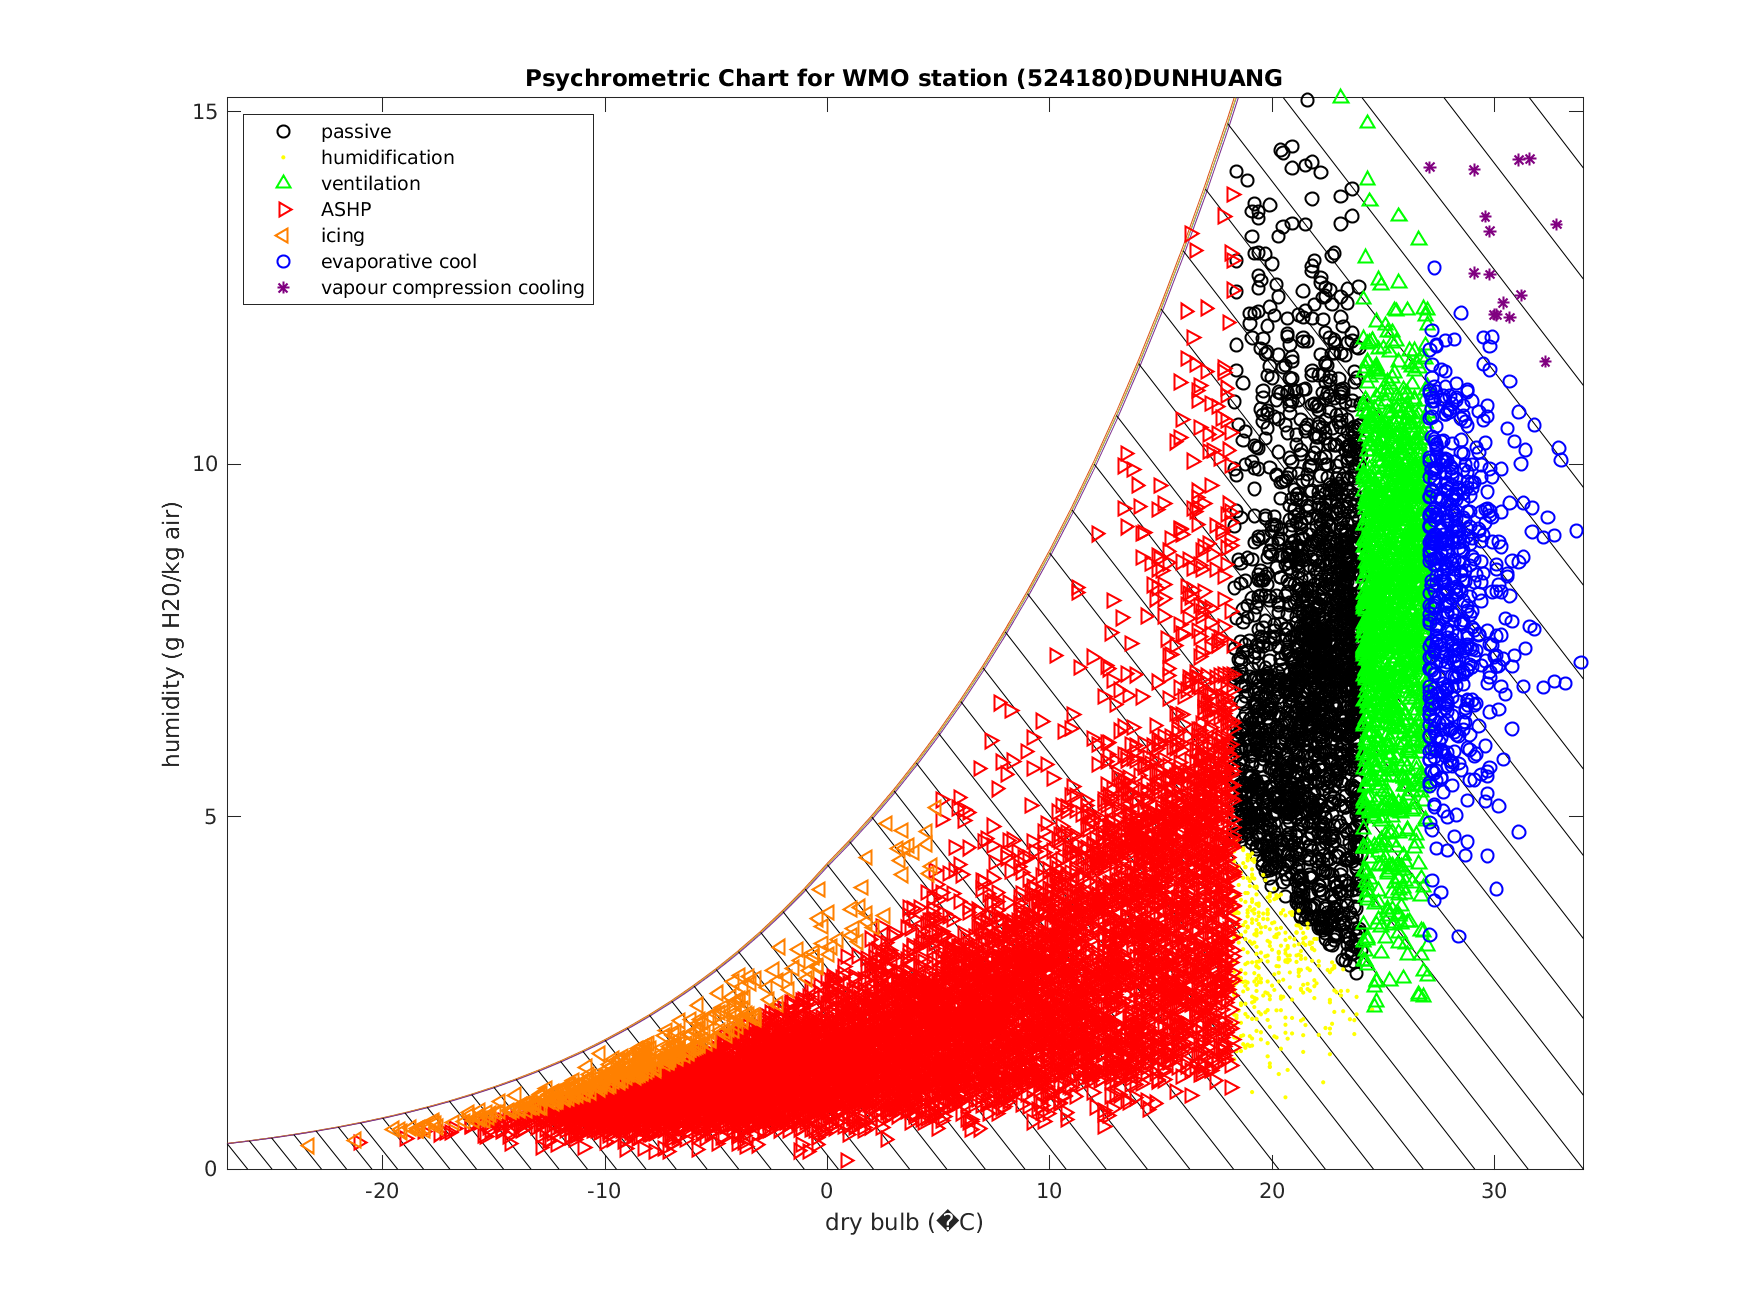 Psychrometric Chart for WMO station (524180)DUNHUANG
15
10
5
0
humidity (g H20/kg air)
passive
humidification
ventilation
ASHP
icing
evaporative cool
vapour compression cooling
-20
-10
0
10
20
30
dry bulb (�C)